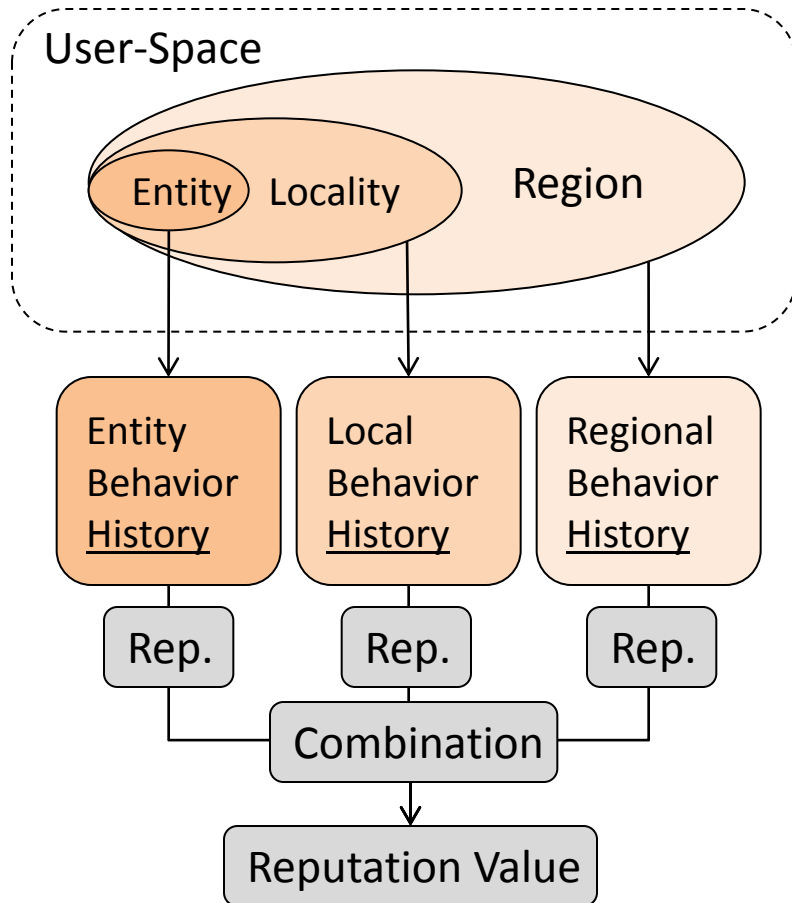 User-Space
Entity
Locality
Region
Entity
Behavior
History
Local
Behavior
History
Regional
Behavior
History
Rep.
Rep.
Rep.
Combination
Reputation Value